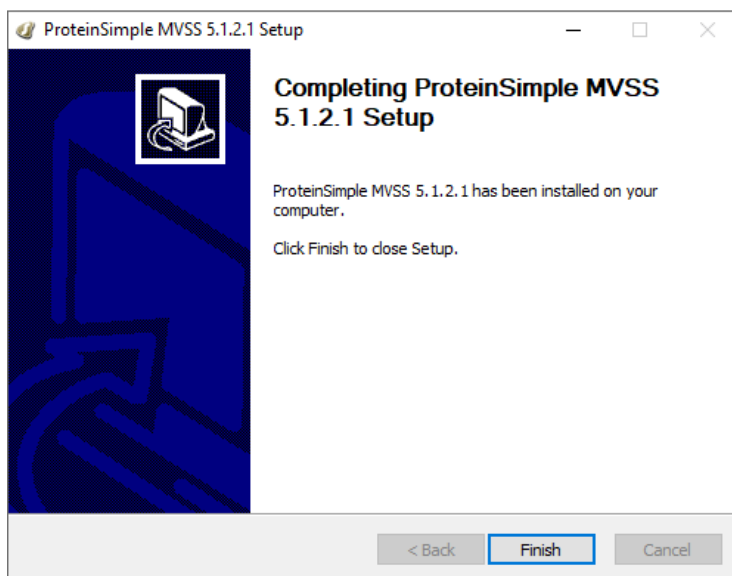 ProteinSimple MVSS 5.1.2.1 Setup
Completing ProteinSimple MVSS
5.1.2.1 Setup
ProteinSimple MVSS 5.1.2.1 has been installed on your
computer.
Click Finish to close Setup.
< Back Finish Cancel